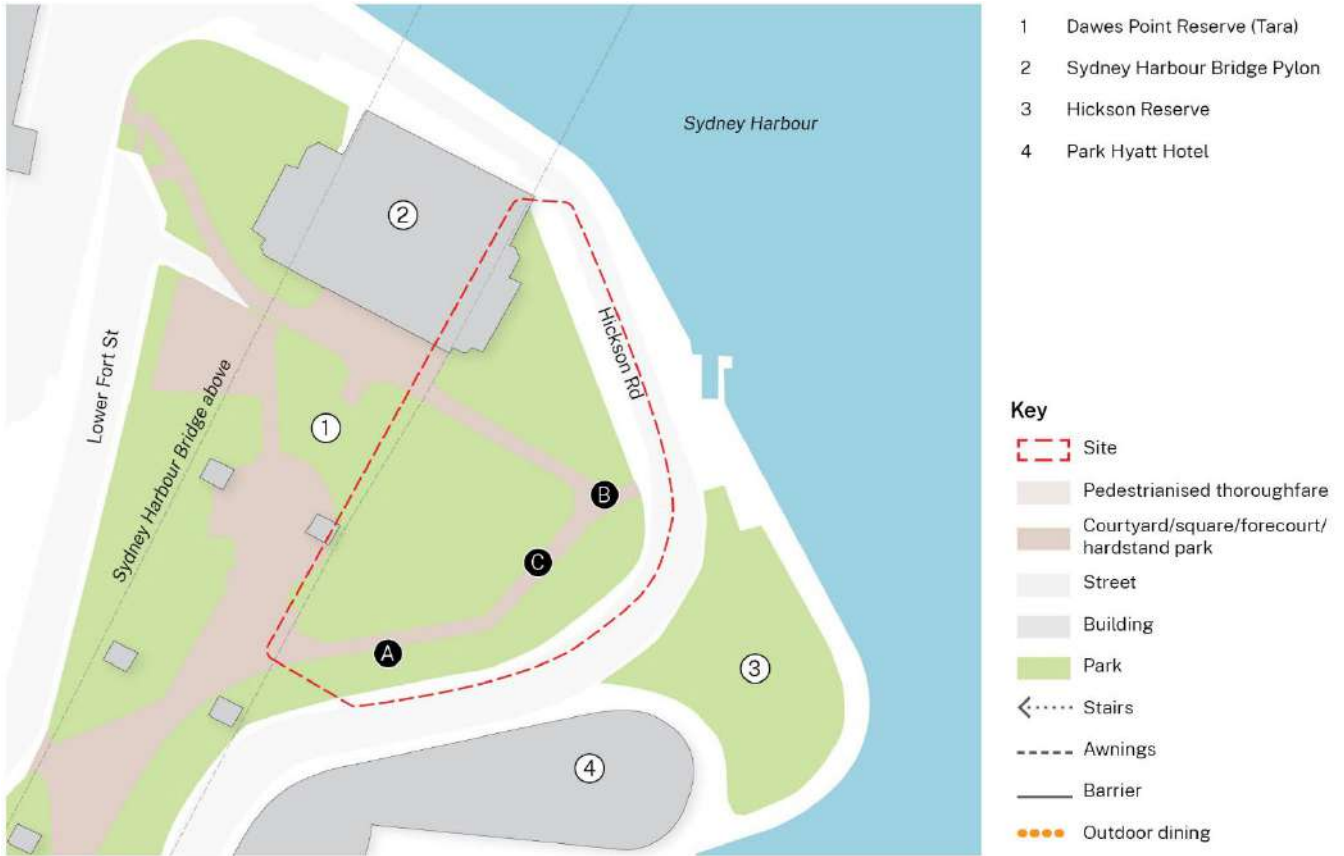 1 Dawes Point Reserve (Tara)
2 Sydney Harbour Bridge Pylon
3 Hickson Reserve
4 Park Hyatt Hotel
Sydney Harbour
2
Hickson Rd
Lower Fort St
Sydney Harbour Bridge above
1
B
C
A
3
4
Key
Site
Pedestrianised thoroughfare
Courtyard/square/forecourt/
hardstand park
Street
Building
Park
Stairs
Awnings
Barrier
Outdoor dining